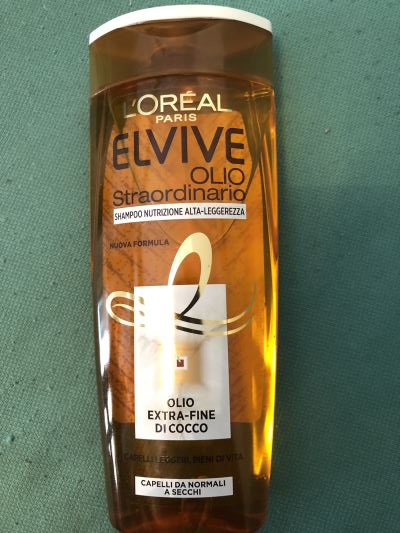 L'ORÉAL
PARIS
ELVIVE
OLIO
Straordinario
SHAMPOO NUTRIZIONE ALTA-LEGGEREZZA
NUOVA FORMULA
OLIO
EXTRA-FINE
DI COCCO
CAPELLI LEGGERI, PIENI DI VITA
CAPELLI DA NORMALI
A SECCHI